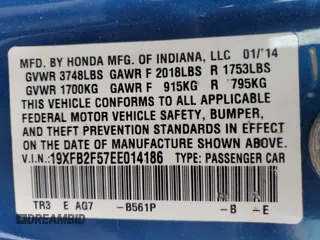 MFD. BY HONDA MFG. OF INDIANA, LLC 01/'14
GVWR 3748LBS GAWR F 2018LBS R 1753LBS
GVWR 1700KG GAWR F 915KG R 795KG
THIS VEHICLE CONFORMS TO ALL APPLICABLE
FEDERAL MOTOR VEHICLE SAFETY, BUMPER,
AND THEFT PREVENTION STANDARDS IN EFFECT ON THE
DATE OF MANUFACTURE SHOWN ABOVE.
V.I.N: 19XFB2F57EE014186 TYPE: PASSENGER CAR
TR3 E AG7 -B561P -B -E
DREAMBID